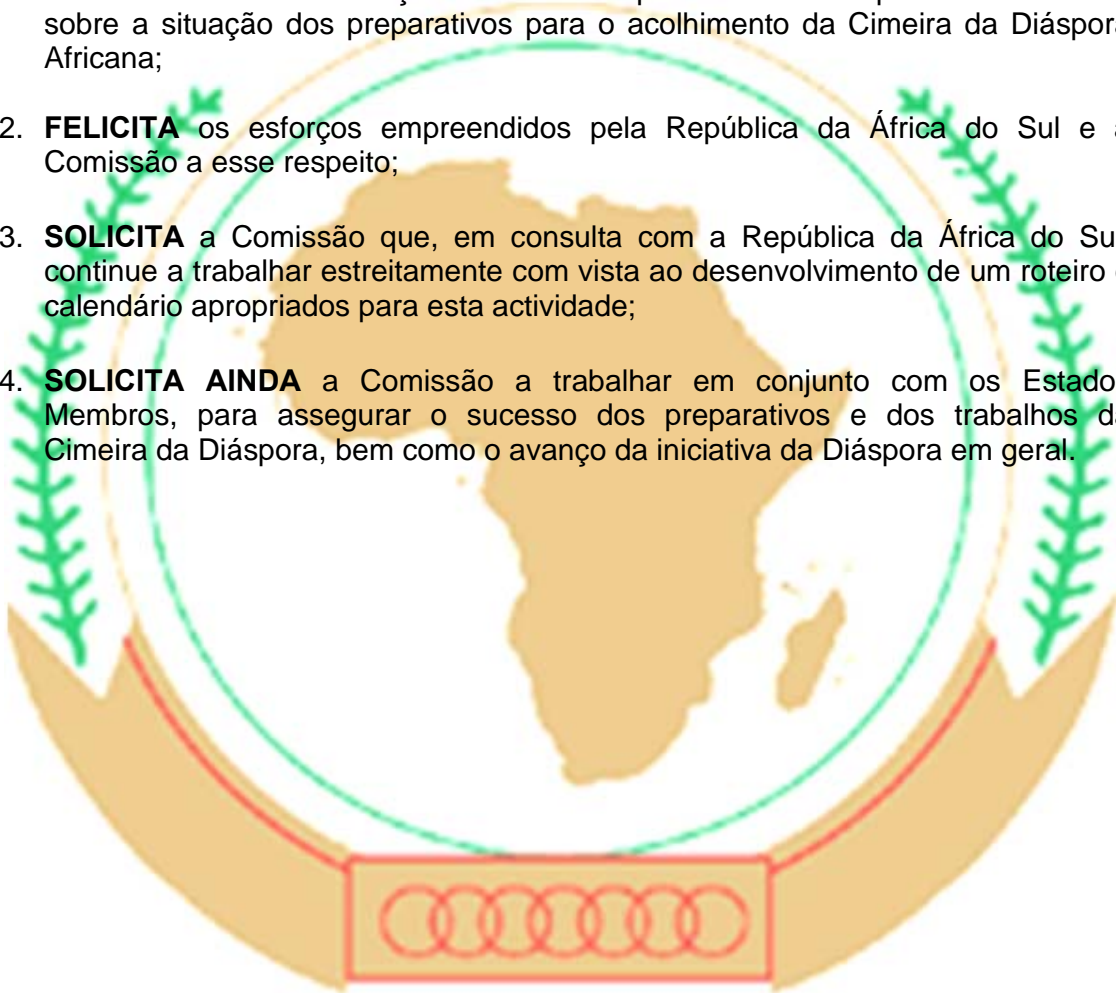 sobre a situação dos preparativos para o acolhimento da Cimeira da Diáspora
Africana;
2. FELICITA os esforços empreendidos pela República da África do Sul e a
Comissão a esse respeito;
3. SOLICITA a Comissão que, em consulta com a República da África do Sul
continue a trabalhar estreitamente com vista ao desenvolvimento de um roteiro e
calendário apropriados para esta actividade;
4. SOLICITA AINDA a Comissão a trabalhar em conjunto com os Estado
Membros, para assegurar o sucesso dos preparativos e dos trabalhos da
Cimeira da Diáspora, bem como o avanço da iniciativa da Diáspora em geral.